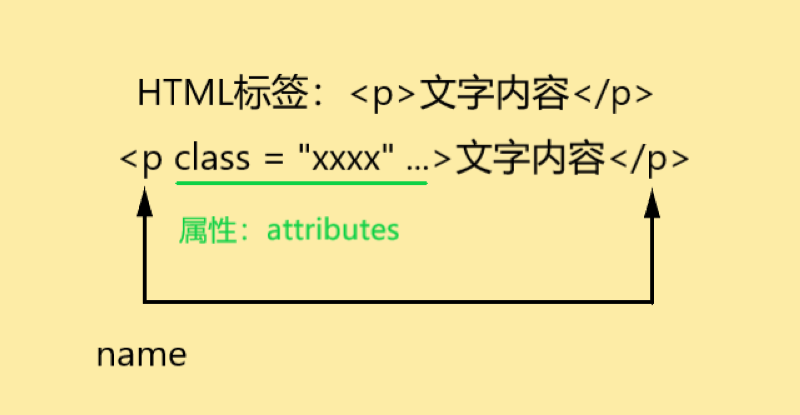 HTML标签：<p>文字内容</p>
<p class = "xxxx" ...>文字内容</p>
属性：attributes
name